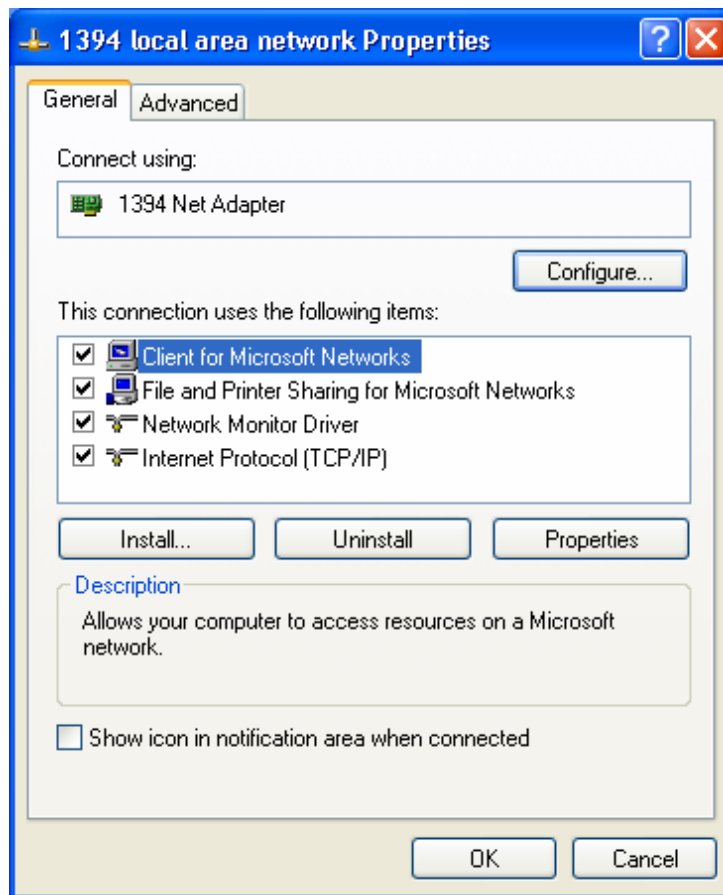 1394 local area network Properties
General
Advanced
Connect using:
1394 Net Adapter
Configure...
This connection uses the following items:
Client for Microsoft Networks
File and Printer Sharing for Microsoft Networks
Network Monitor Driver
Internet Protocol (TCP/IP)
Install...
Uninstall
Properties
Description
Allows your computer to access resources on a Microsoft
network.
Show icon in notification area when connected
OK
Cancel